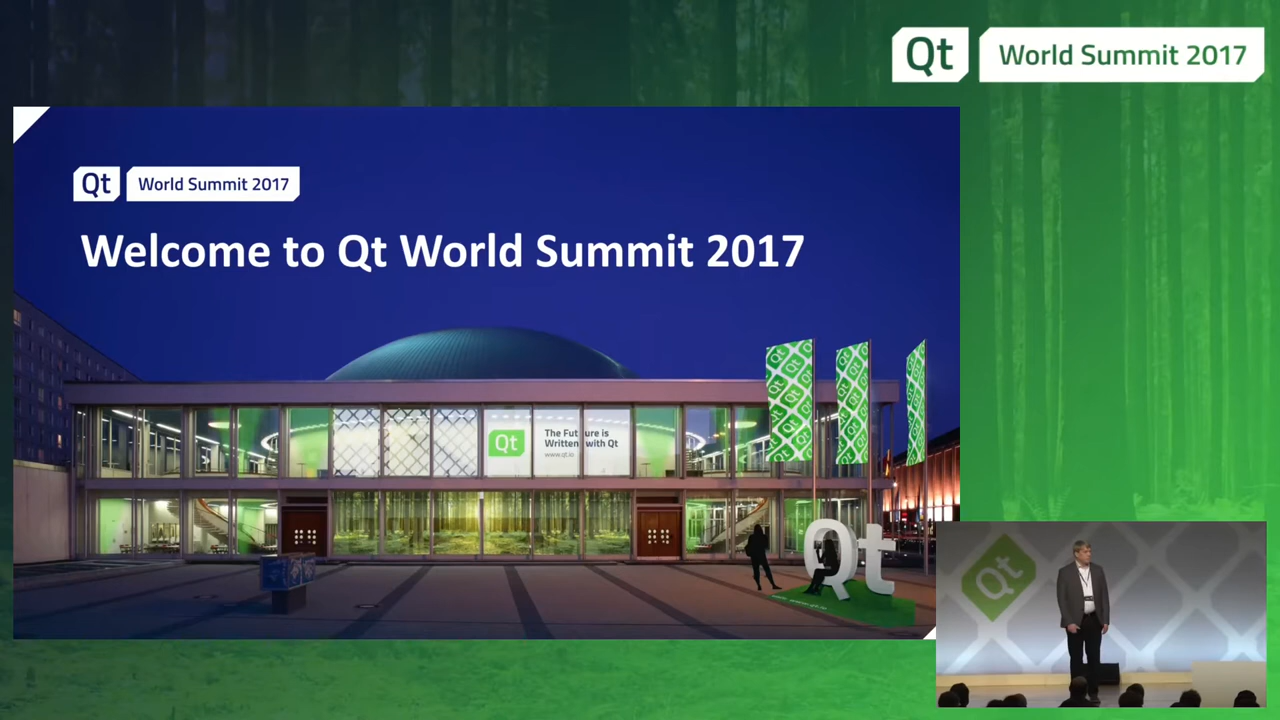 Qt World Summit 2017
Qt World Summit 2017
Welcome to Qt World Summit 2017
Qt
The Future is
Written with Qt
www.qt.io
Qt
Qt